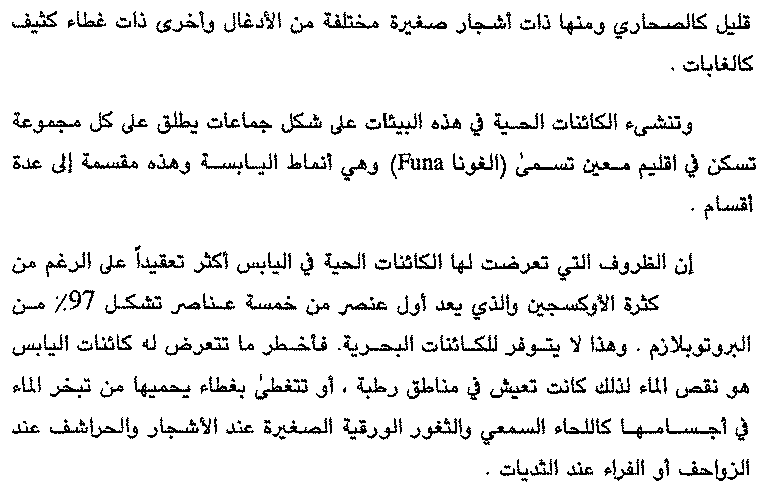 قليل كالصحاري ومنها ذات أشجار صغيرة مختلفة من الأدغال وأخرى ذات غطاء كثيف
كالغابات .
وتنشىء الكائنات الحية في هذه البيئات على شكل جماعات يطلق على كل مجموعة
تسكن في اقليم معين تسمىٰ (الغونا Funa) وهي أنماط اليابسة وهذه مقسمة إلى عدة
أقسام .
إن الظروف التي تعرضت لها الكائنات الحية في اليابس أكثر تعقيداً على الرغم من
كثرة الأوكسجين والذي يعد أول عنصر من خمسة عناصر تشكل 97٪ من
البروتوبلازم . وهذا لا يتوفر للكائنات البحرية. فأخطر ما تتعرض له كائنات اليابس
هو نقص الماء لذلك كانت تعيش في مناطق رطبة ، أو تتغطىٰ بغطاء يحميها من تبخر الماء
في أجسامها كاللحاء السمعي والثغور الورقية الصغيرة عند الأشجار والحراشف عند
الزواحف أو الفراء عند الثديات .